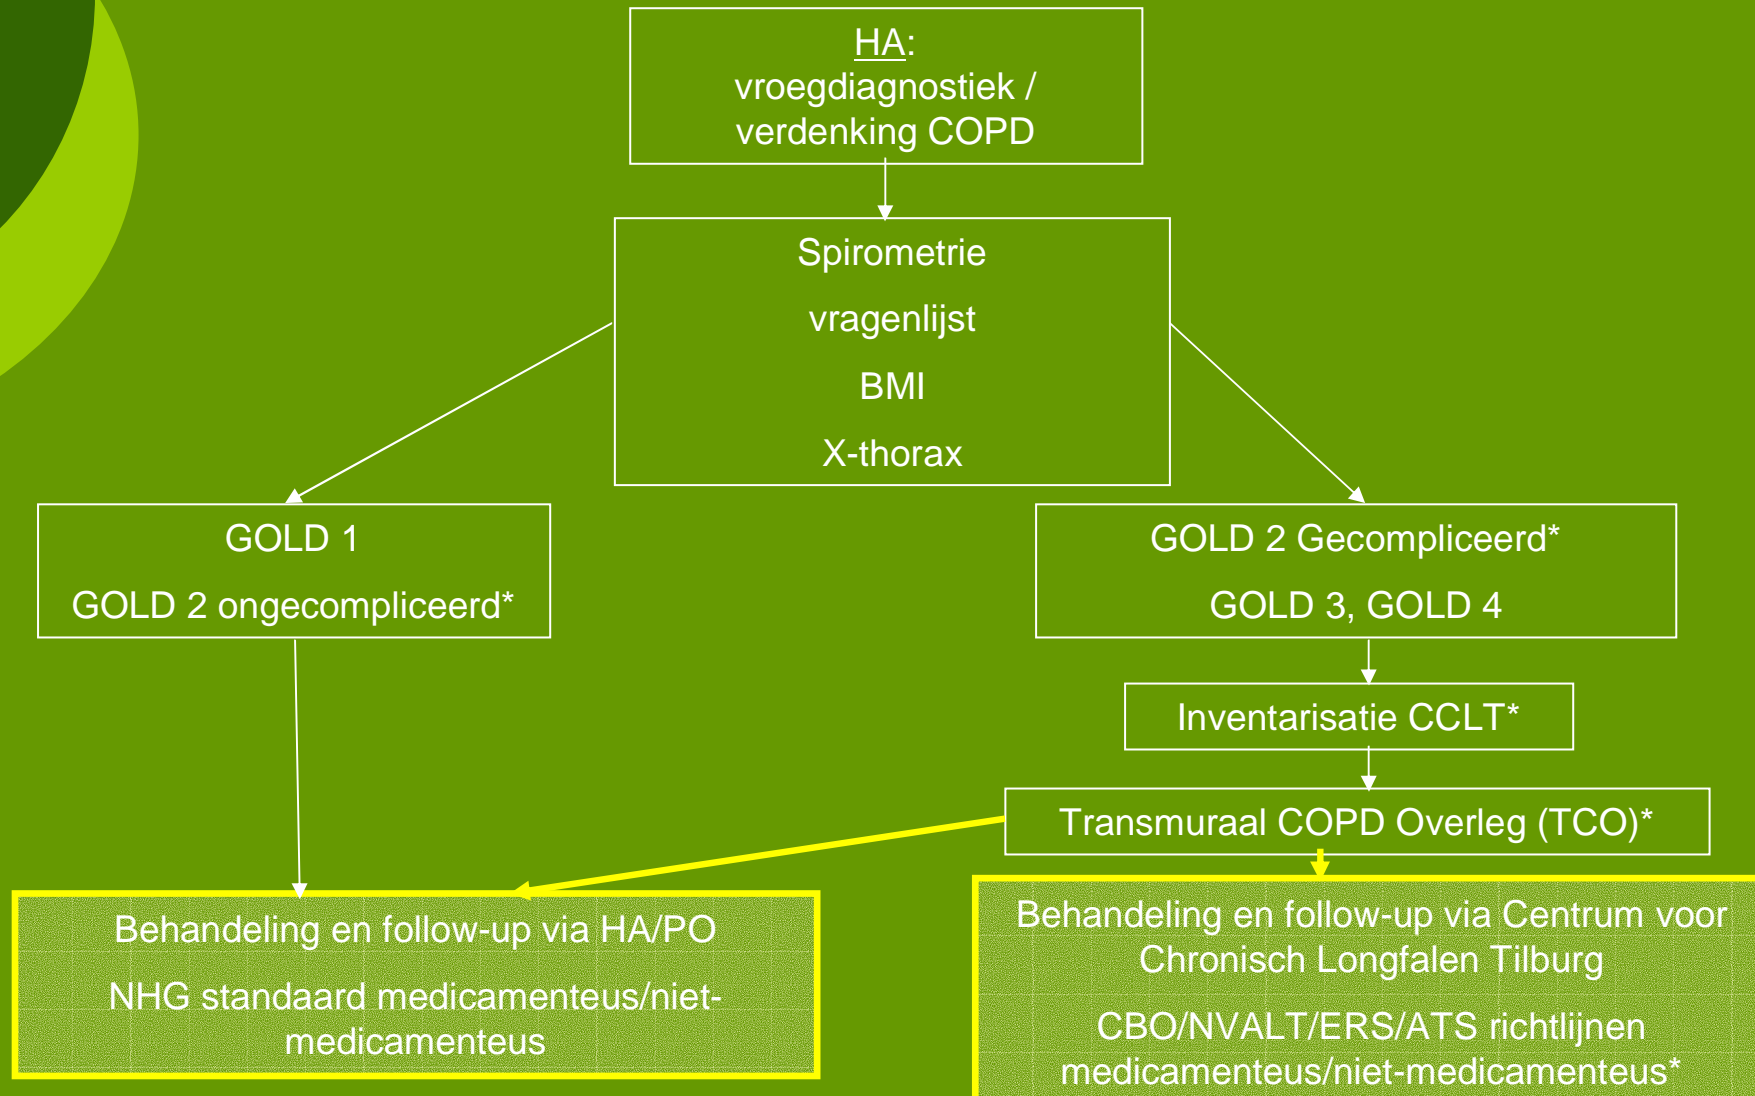 HA:
vroegdiagnostiek /
verdenking COPD
Spirometrie
vragenlijst
BMI
X-thorax
GOLD 1
GOLD 2 ongecompliceerd*
GOLD 2 Gecompliceerd*
GOLD 3, GOLD 4
Inventarisatie CCLT*
Transmuraal COPD Overleg (TCO)*
Behandeling en follow-up via HA/PO
NHG standaard medicamenteus/niet-
medicamenteus
Behandeling en follow-up via Centrum voor
Chronisch Longfalen Tilburg
CBO/NVALT/ERS/ATS richtlijnen
medicamenteus/niet-medicamenteus*